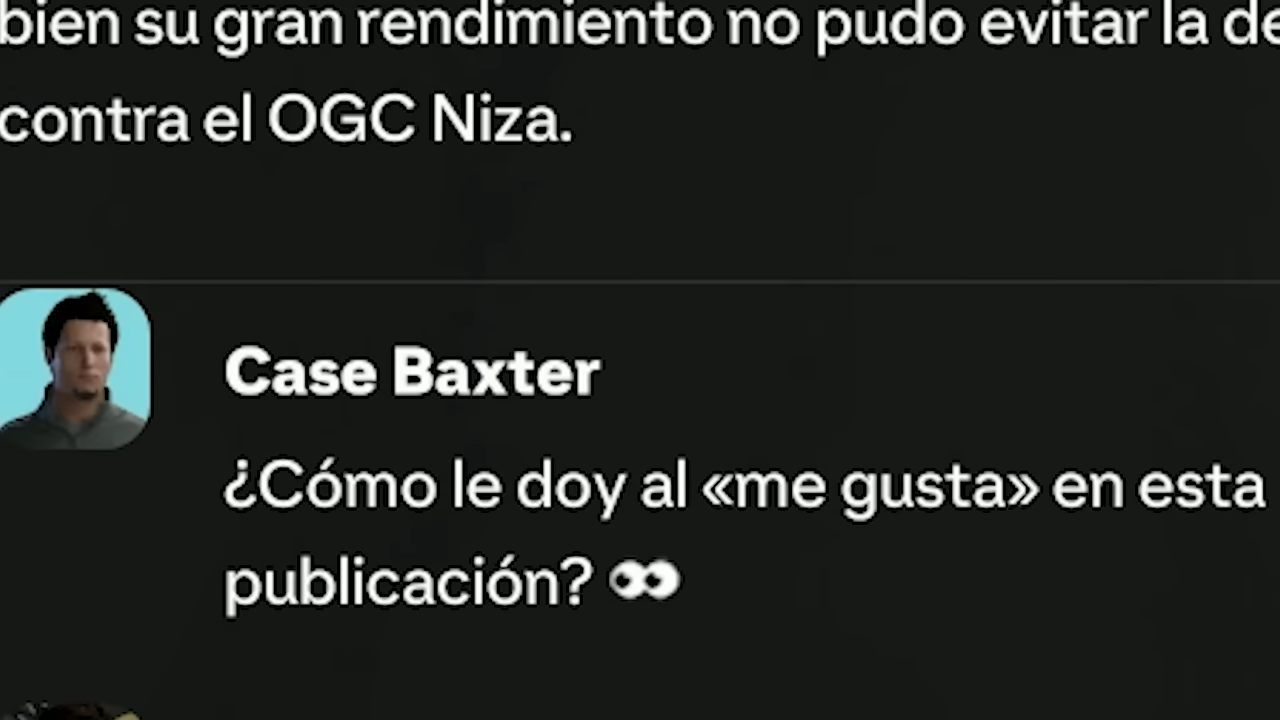 bien su gran rendimiento no pudo evitar la
contra el OGC Niza.
Case Baxter
¿Cómo le doy al «me gusta» en esta
publicación? 👀